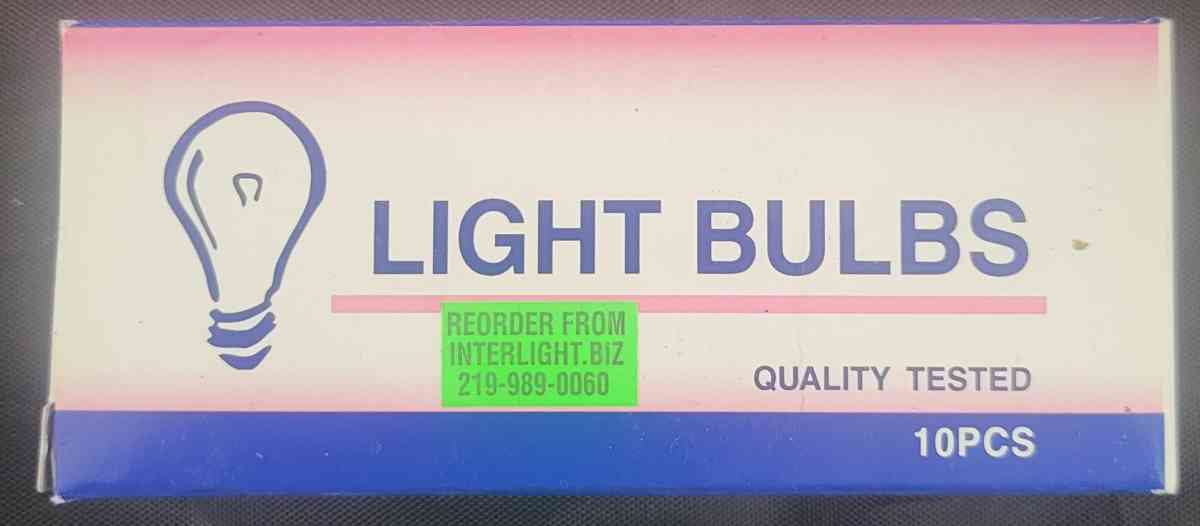 LIGHT BULBS
REORDER FROM
INTERLIGHT.BIZ
219-989-0060
QUALITY TESTED
10PCS